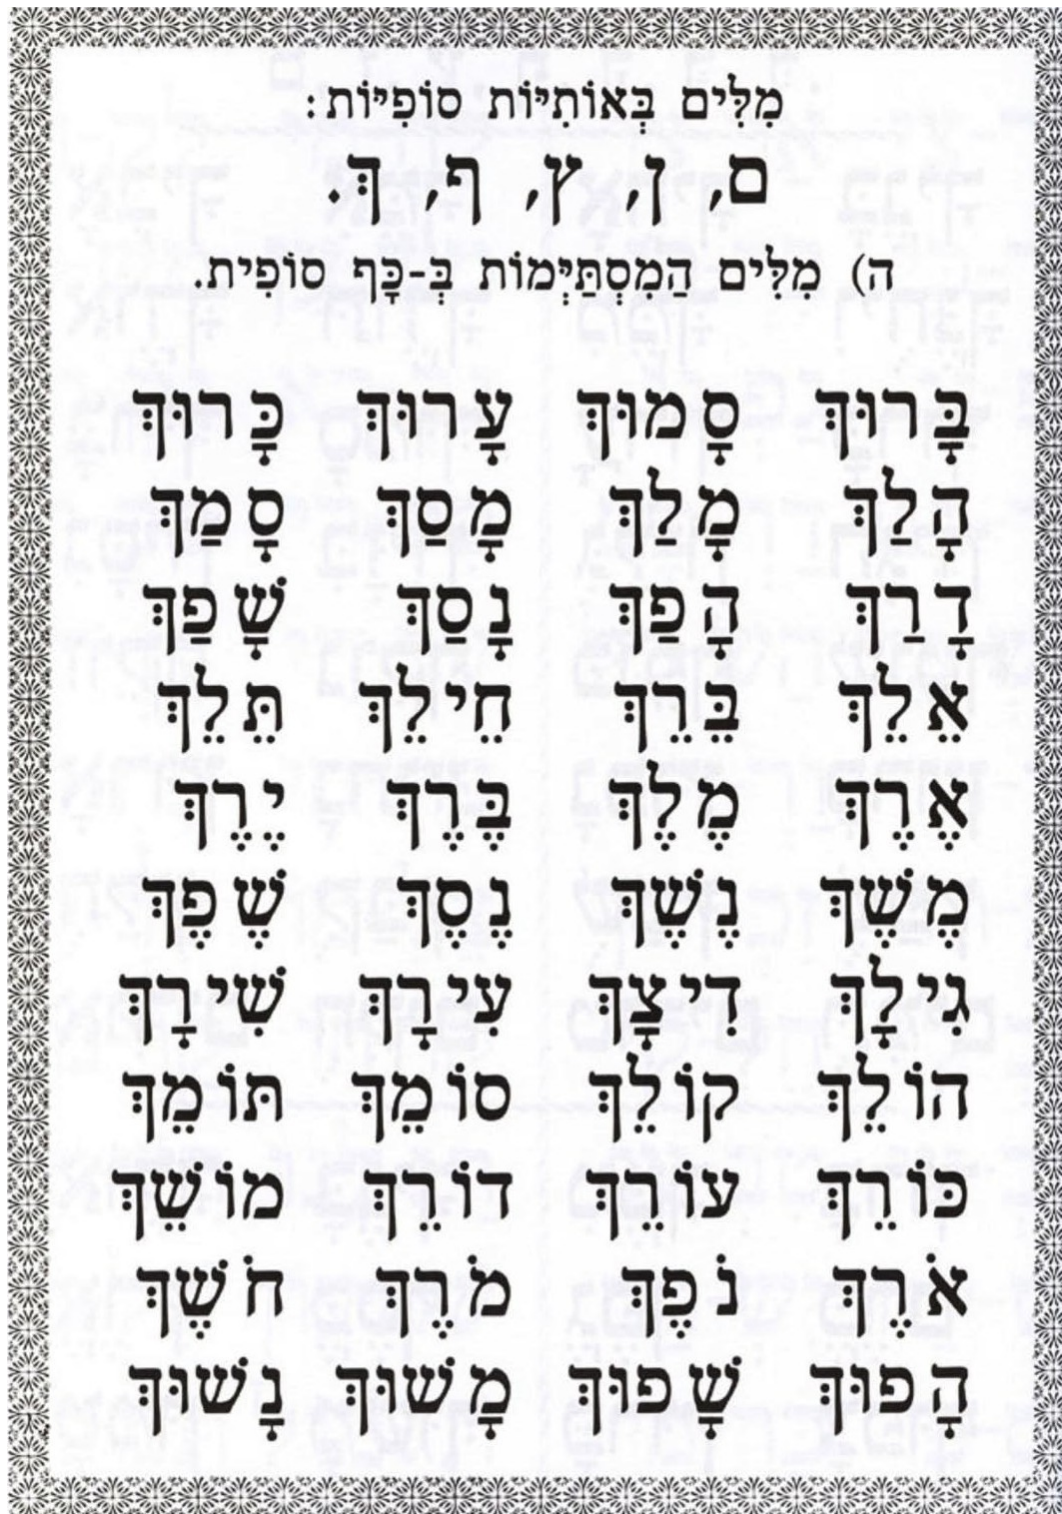 מִלִּים בְּאוֹתִיּוֹת סוֹפִיּוֹת:
ם, ן, ץ, ף, ךְ.
ה) מִלִּים הַמִסְתַּיְּמוֹת בְּ-כָּף סוֹפִית.
בָּרוּךְ סָמוּךְ עָרוּךְ כָּרוּךְ
הָלַךְ מָלַךְ מָסַךְ סָמַךְ
דָרַךְ הָפַךְ נָסַךְ שָׁפַךְ
אֵלֵךְ בֵּרֵךְ חֵילֵךְ תֵּלֵךְ
אֶרֶךְ מֶלֶךְ בֶּרֶךְ יֶרֶךְ
מֶשֶׁךְ נֶשֶׁךְ נֶסֶךְ שֶׁפֶךְ
גִילָךְ דִיצָךְ עִירָךְ שִׁירָךְ
הוֹלֵךְ קוֹלֵךְ סוֹמֵךְ תּוֹמֵךְ
כּוֹרֵךְ עוֹרֵךְ דוֹרֵךְ מוֹשֵׁךְ
אֹרֶךְ נֹפֶךְ מֹרֶךְ חֹשֶׁךְ
הָפוּךְ שָׁפוּךְ מָשׁוּךְ נָשׁוּךְ